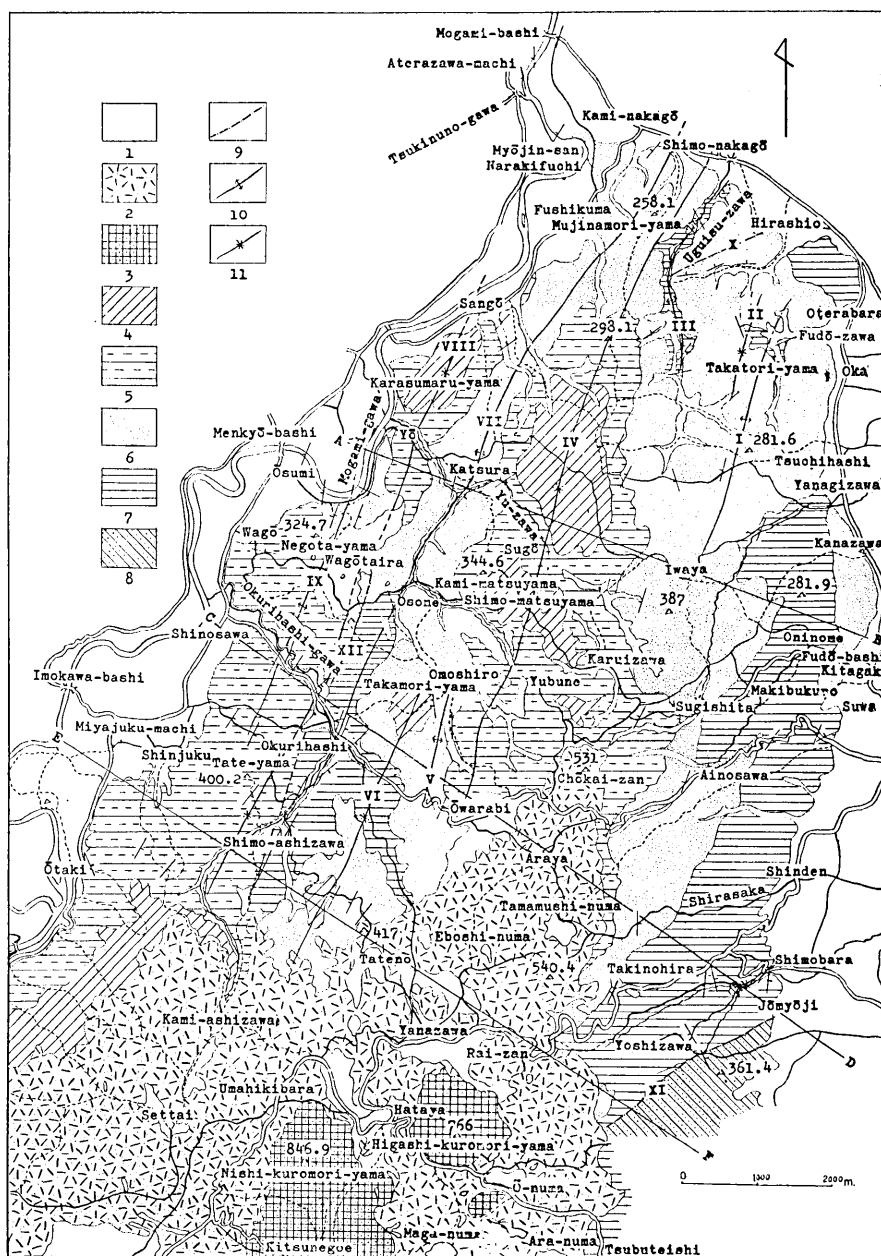 Mogami-bashi
Aterazawa-machi
Kami-nakagō
Tsukinuno-gawa
Myōjin-san
Shimo-nakagō
Narakifuchi
1
9
2
10
3
11
4
5
6
7
8
258.1
Fushikuma
Mujinamori-yama
Uguisu-zawa
Hirashio
X
Sangō
298.1
III
II
Oterabara
Fudō-zawa
VIII
Takatori-yama
Oka
Karasumaru-yama
Mogami-gawa
Menkyō-bashi
A
Yō
VII
IV
I
281.6
Katsura
Tsuchihashi
Ōsumi
Yanagizawa
Yu-zawa
Wagō
324.7
Negota-yama
Sugō
Kanazawa
Wagōtaira
344.6
Iwaya
Kami-matsuyama
281.9
IX
Osone
Shimo-matsuyama
387
B
Okurihashi-gawa
C
Shinosawa
XII
Oninome
Fudō-bashi
Omoshiro
Karuizawa
Kitagaki
Imokawa-bashi
Takamori-yama
Yubune
Makibukuro
Sugishita
Suwa
Miyajuku-machi
E
Okurihashi
531
Shinjuku
Tate-yama
Chōkai-zan
400.2
V
Ainosawa
VI
Ōwarabi
Shimo-ashizawa
Araya
Ōtaki
Shinden
Tamamushi-numa
Shirasaka
417
Eboshi-numa
Tateno
540.4
Takinohira
Shimobara
Kami-ashizawa
Jōmyōji
Yanazawa
Rai-zan
Yoshizawa
D
361.4
Umahikibara
XI
Settai
Hataya
766
F
846.9
Higashi-kuromori-yama
Nishi-kuromori-yama
0 1000 2000m.
Ō-numa
Maga-numa
Ara-numa
Kitsunegoe
Tsubuteishi